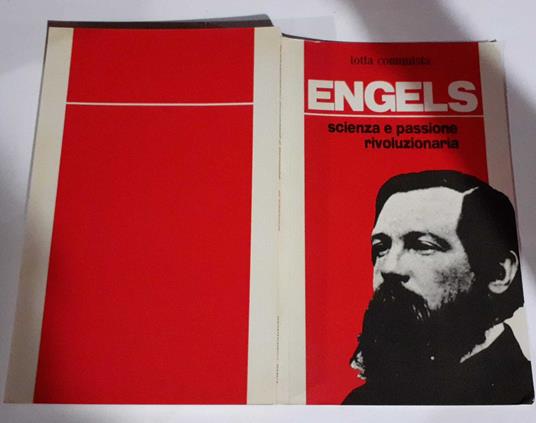 lotta comunista
ENGELS
scienza e passione
rivoluzionaria